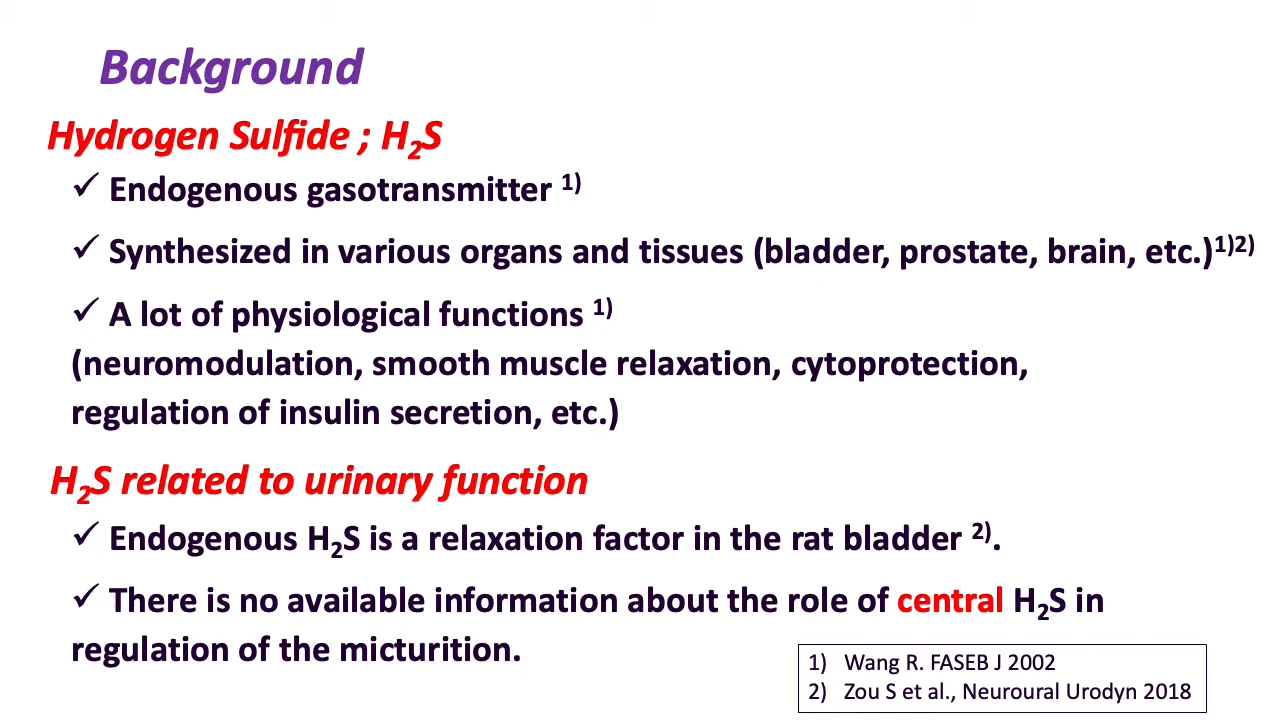 Background
Hydrogen Sulfide ; H₂S
✓ Endogenous gasotransmitter ¹⁾
✓ Synthesized in various organs and tissues (bladder, prostate, brain, etc.)¹⁾²⁾
✓ A lot of physiological functions ¹⁾
(neuromodulation, smooth muscle relaxation, cytoprotection,
regulation of insulin secretion, etc.)
H₂S related to urinary function
✓ Endogenous H₂S is a relaxation factor in the rat bladder ²⁾.
✓ There is no available information about the role of central H₂S in
regulation of the micturition.
1) Wang R. FASEB J 2002
2) Zou S et al., Neuroural Urodyn 2018